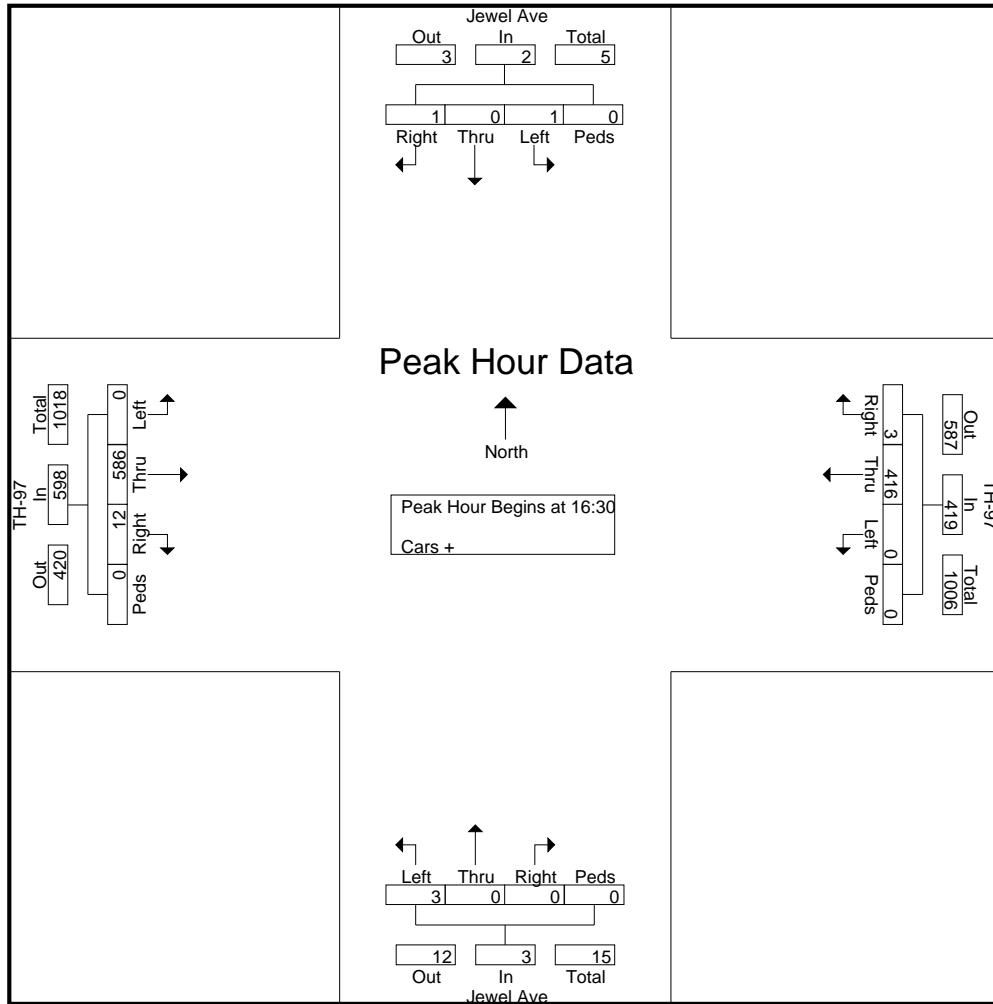 Jewel Ave
Out In Total
3 2 5
1 0 1 0
Right Thru Left Peds
Peak Hour Data
North
Peak Hour Begins at 16:30
Cars +
TH-97
Total In Out
1018 598 420
0 586 12 0
Left Thru Right Peds
TH-97
Out In Total
587 419 1006
3 416 0 0
Right Thru Left Peds
Left Thru Right Peds
3 0 0 0
12 3 15
Out In Total
Jewel Ave